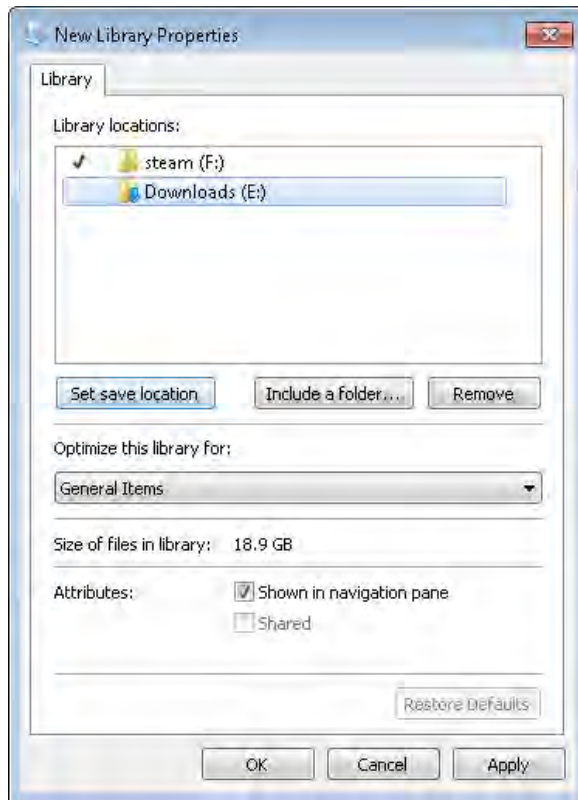 New Library Properties
Library
Library locations:
steam (F:)
Downloads (E:)
Set save location Include a folder... Remove
Optimize this library for:
General Items
Size of files in library: 18.9 GB
Attributes: Shown in navigation pane
Shared
Restore Defaults
OK Cancel Apply